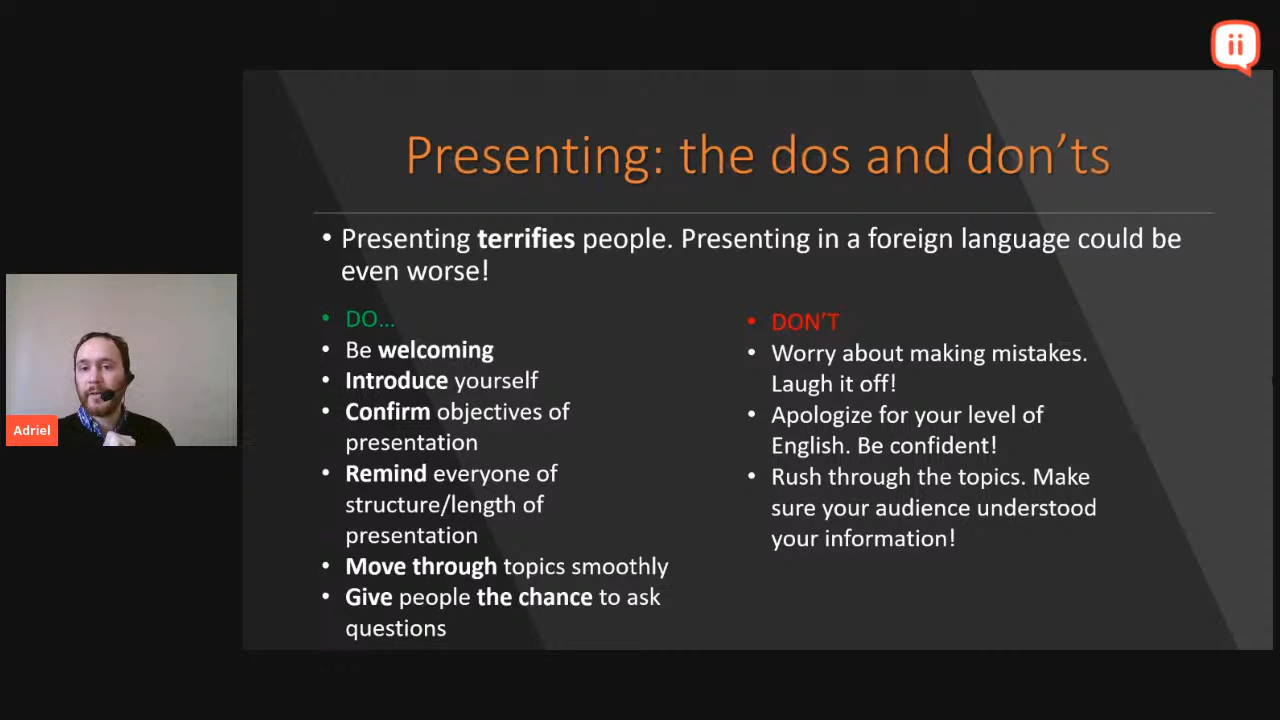 Presenting: the dos and don'ts
• Presenting terrifies people. Presenting in a foreign language could be
even worse!
• DO...
• Be welcoming
• Introduce yourself
• Confirm objectives of
presentation
• Remind everyone of
structure/length of
presentation
• Move through topics smoothly
• Give people the chance to ask
questions
• DON'T
• Worry about making mistakes.
Laugh it off!
• Apologize for your level of
English. Be confident!
• Rush through the topics. Make
sure your audience understood
your information!
Adriel
ii